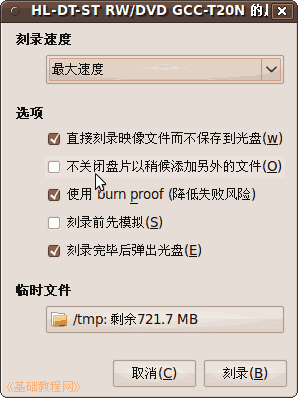 HL-DT-ST RW/DVD GCC-T20N 的
刻录速度
最大速度
选项
直接刻录映像文件而不保存到光盘(w)
不关闭盘片以稍候添加另外的文件(O)
使用 burn proof (降低失败风险)
刻录前先模拟(S)
刻录完毕后弹出光盘(E)
临时文件
/tmp: 剩余721.7 MB
取消(C)
刻录(B)
《基础教程网》